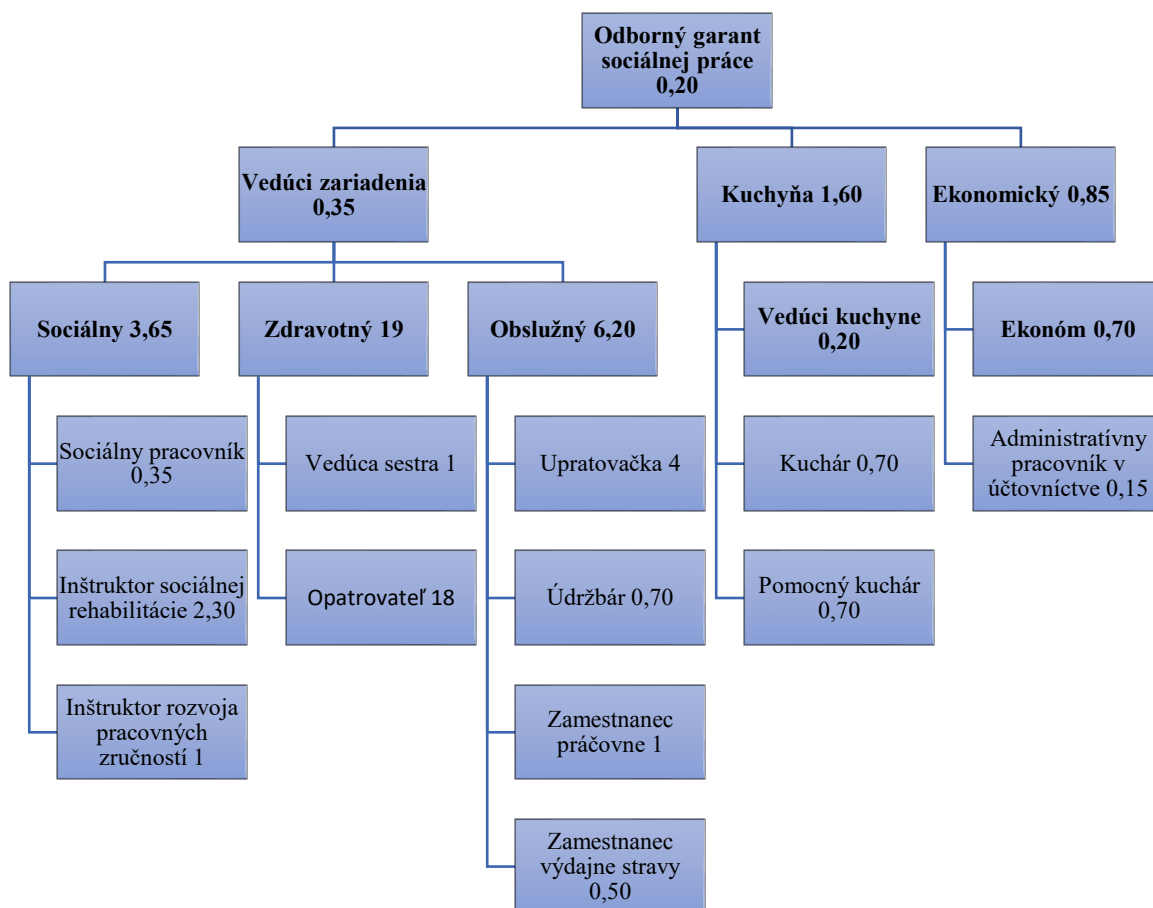 Odborný garant
sociálnej práce
0,20
Vedúci zariadenia
0,35
Kuchyňa 1,60
Ekonomický 0,85
Sociálny 3,65
Zdravotný 19
Obslužný 6,20
Vedúci kuchyne
0,20
Ekonóm 0,70
Sociálny pracovník
0,35
Vedúca sestra 1
Upratovačka 4
Kuchár 0,70
Administratívny
pracovník v
účtovníctve 0,15
Inštruktor sociálnej
rehabilitácie 2,30
Opatrovateľ 18
Údržbár 0,70
Pomocný kuchár
0,70
Inštruktor rozvoja
pracovných
zručností 1
Zamestnanec
práčovne 1
Zamestnanec
výdajne stravy
0,50